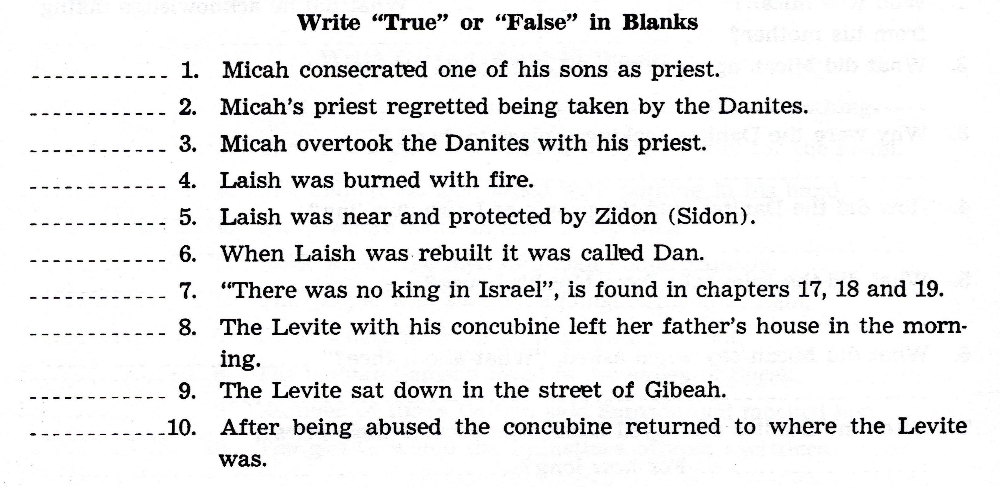 Write “True” or “False” in Blanks
------------ 1. Micah consecrated one of his sons as priest.
------------ 2. Micah’s priest regretted being taken by the Danites.
------------ 3. Micah overtook the Danites with his priest.
------------ 4. Laish was burned with fire.
------------ 5. Laish was near and protected by Zidon (Sidon).
------------ 6. When Laish was rebuilt it was called Dan.
------------ 7. “There was no king in Israel”, is found in chapters 17, 18 and 19.
------------ 8. The Levite with his concubine left her father’s house in the morn-
ing.
------------ 9. The Levite sat down in the street of Gibeah.
------------10. After being abused the concubine returned to where the Levite
was.